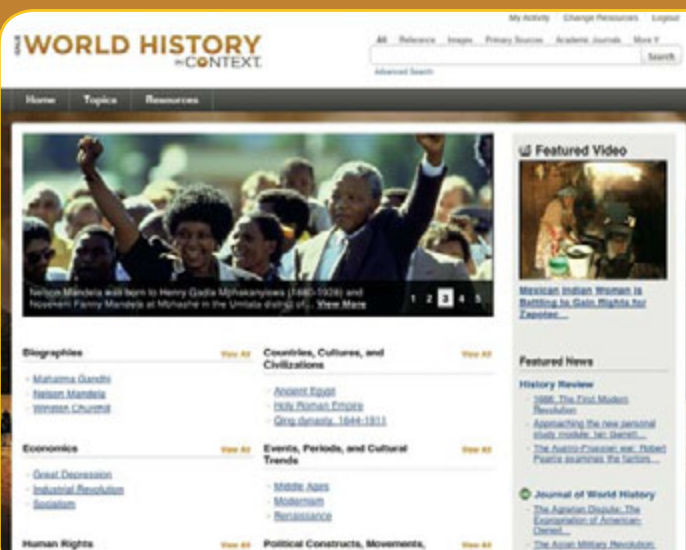 My Activity Change Resources Logout
GALE
WORLD HISTORY
IN CONTEXT
All Reference Images Primary Sources Academic Journals More
Search
Advanced Search
Home Topics Resources
Nelson Mandela was born to Henry Gadla Mphakanyiswa (1880-1928) and
Nosekeni Fanny Mandela at Mphashe in the Umtata district of... View More
1 2 3 4 5
Featured Video
Mexican Indian Woman is
Battling to Gain Rights for
Zapotec...
Biographies View All
Mahatma Gandhi
Nelson Mandela
Winston Churchill
Countries, Cultures, and
Civilizations View All
Ancient Egypt
Holy Roman Empire
Qing dynasty, 1644-1911
Economics View All
Great Depression
Industrial Revolution
Socialism
Events, Periods, and Cultural
Trends View All
Middle Ages
Modernism
Renaissance
Human Rights View All
Political Constructs, Movements, View All
Featured News
History Review
1688: The First Modern
Revolution
Approaching the new personal
study module: Ian Garrett...
The Austro-Prussian war: Robert
Pearce examines the factors...
Journal of World History
The Agrarian Dispute: The
Expropriation of American-
Owned...
The Asian Military Revolution: